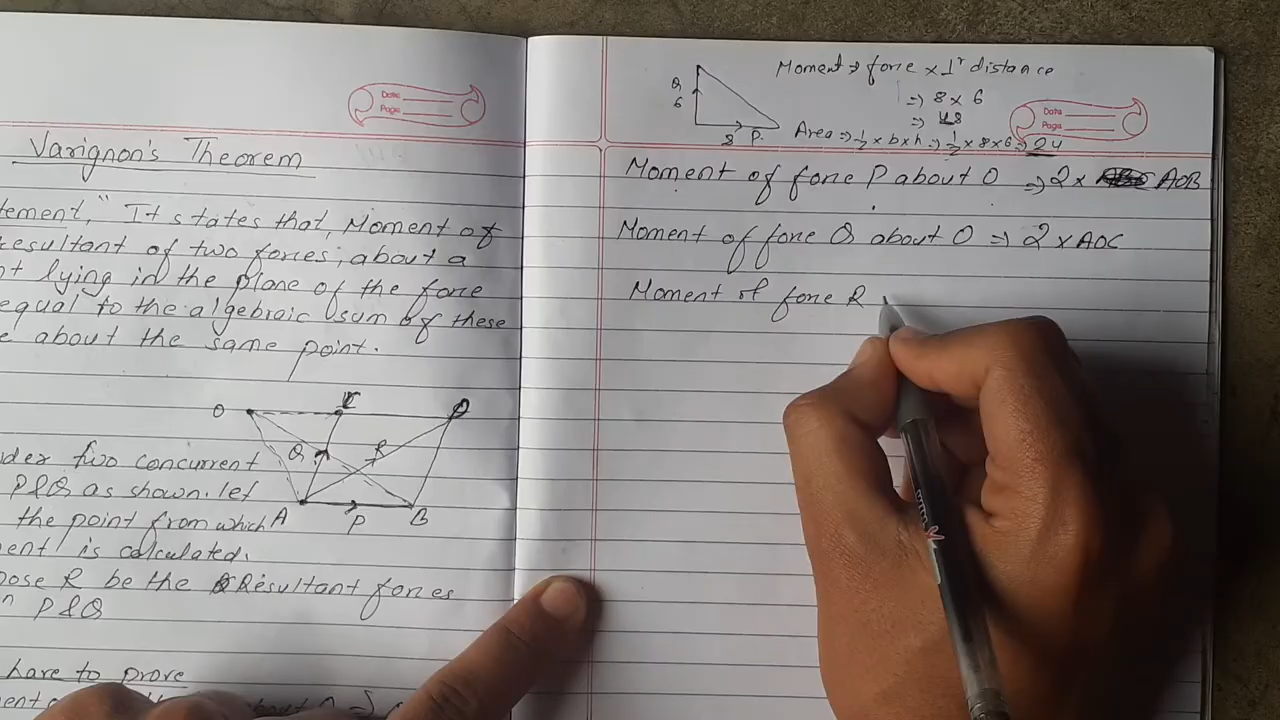 Date
Page
Varignon's Theorem
tement," It states that, Moment of
resultant of two forces, about a
nt lying in the plane of the force
equal to the algebraic sum of these
e about the same point.
O
D
Q
R
A
P
B
ider two concurrent
P&Q as shown. let
the point from which
ent is calculated.
pose R be the Resultant forces
n P&Q
have to prove
about
Moment ⇒ force × ⊥r distance
⇒ 8 × 6
⇒ 48
Q
6
8 P.
Area ⇒ ½ × b × h ⇒ ½ × 8 × 6 ⇒ 24
Date
Page
Moment of force P about O ⇒ 2 × AOB
Moment of force Q about O ⇒ 2 × AOC
Moment of force R